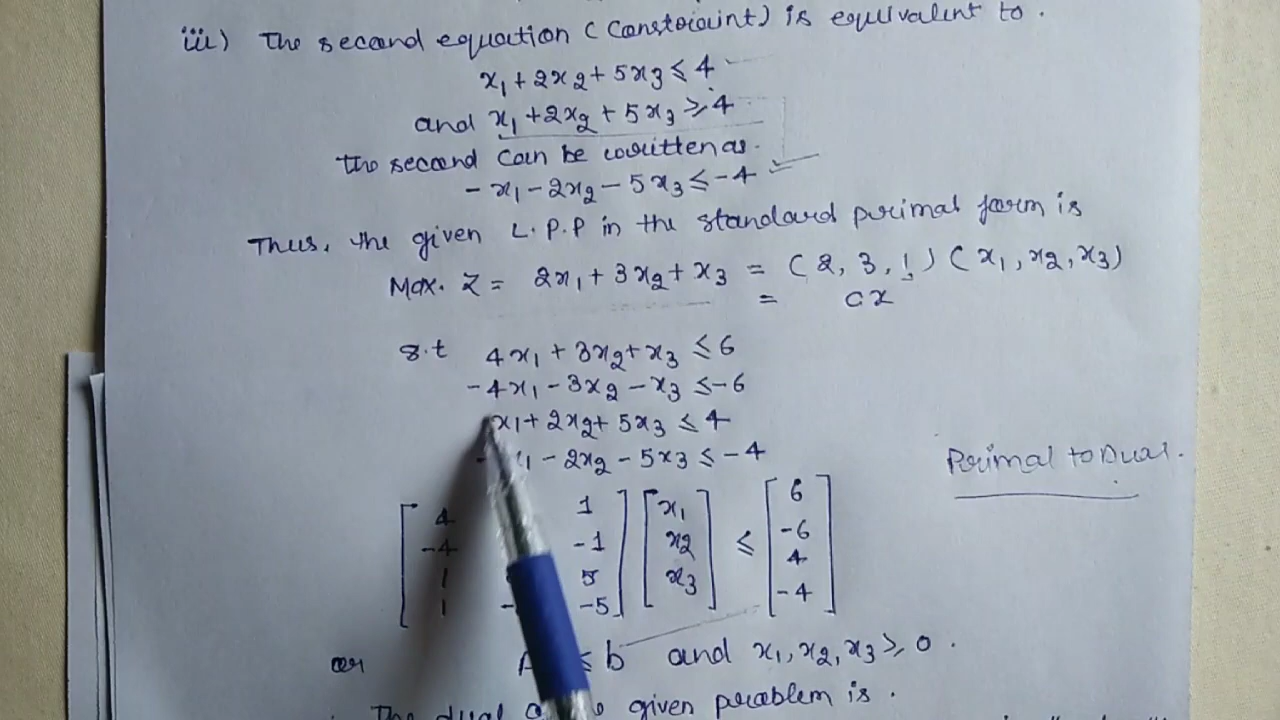 iii) The second equation (Constraint) is equivalent to.
x₁ + 2x₂ + 5x₃ ≤ 4
and x₁ + 2x₂ + 5x₃ ≥ 4
the second can be written as.
- x₁ - 2x₂ - 5x₃ ≤ -4
Thus, the given L.P.P in the standard primal form is
Max. Z = 2x₁ + 3x₂ + x₃ = (2, 3, 1) (x₁, x₂, x₃)
= cx
s.t 4x₁ + 3x₂ + x₃ ≤ 6
-4x₁ - 3x₂ - x₃ ≤ -6
x₁ + 2x₂ + 5x₃ ≤ 4
- x₁ - 2x₂ - 5x₃ ≤ -4
Primal to Dual.
4 1 x₁ 6
-4 -1 x₂ ≤ -6
1 5 x₃ 4
1 - -5 -4
or A ≤ b and x₁, x₂, x₃ ≥ 0.
The dual given problem is.